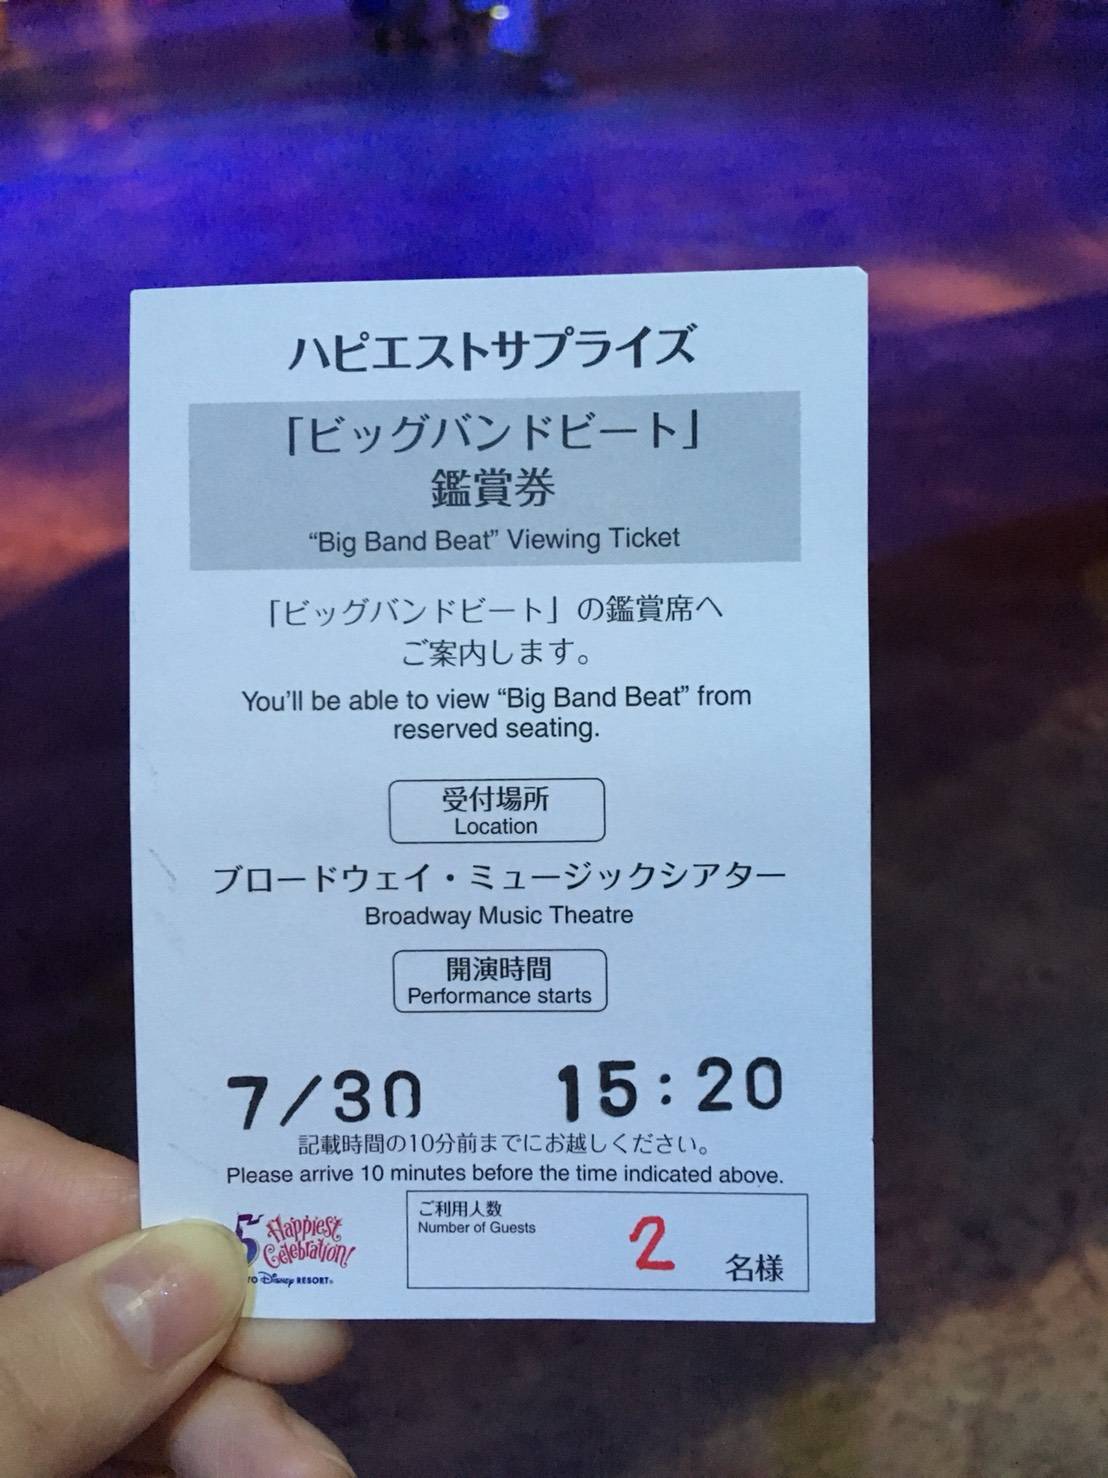 ハピエストサプライズ
「ビッグバンドビート」
鑑賞券
“Big Band Beat” Viewing Ticket
「ビッグバンドビート」の鑑賞席へ
ご案内します。
You’ll be able to view “Big Band Beat” from
reserved seating.
受付場所
Location
ブロードウェイ・ミュージックシアター
Broadway Music Theatre
開演時間
Performance starts
7/30 15:20
記載時間の10分前までにお越しください。
Please arrive 10 minutes before the time indicated above.
ご利用人数
Number of Guests
2 名様
5 Happiest
Celebration!
Disney RESORT®